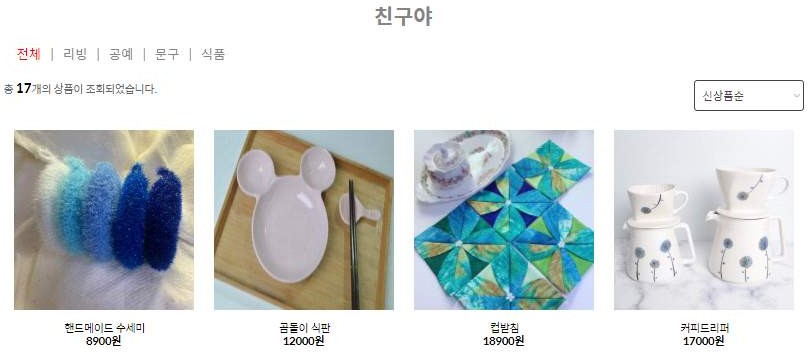 친구야
전체 | 리빙 | 공예 | 문구 | 식품
총 17개의 상품이 조회되었습니다.
신상품순
핸드메이드 수세미
8900원
곰돌이 식판
12000원
컵받침
18900원
커피드리퍼
17000원